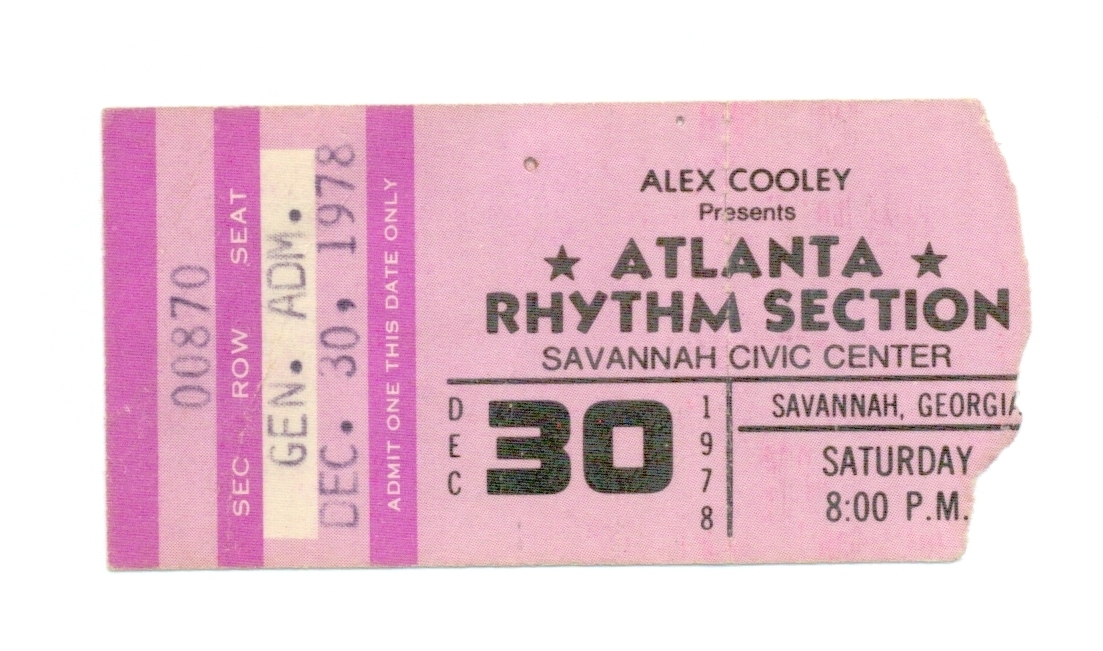 00870
SEC ROW SEAT
GEN. ADM.
DEC. 30, 1978
ADMIT ONE THIS DATE ONLY
ALEX COOLEY
Presents
★ ATLANTA ★
RHYTHM SECTION
SAVANNAH CIVIC CENTER
DEC
30
1978
SAVANNAH, GEORGIA
SATURDAY
8:00 P.M.